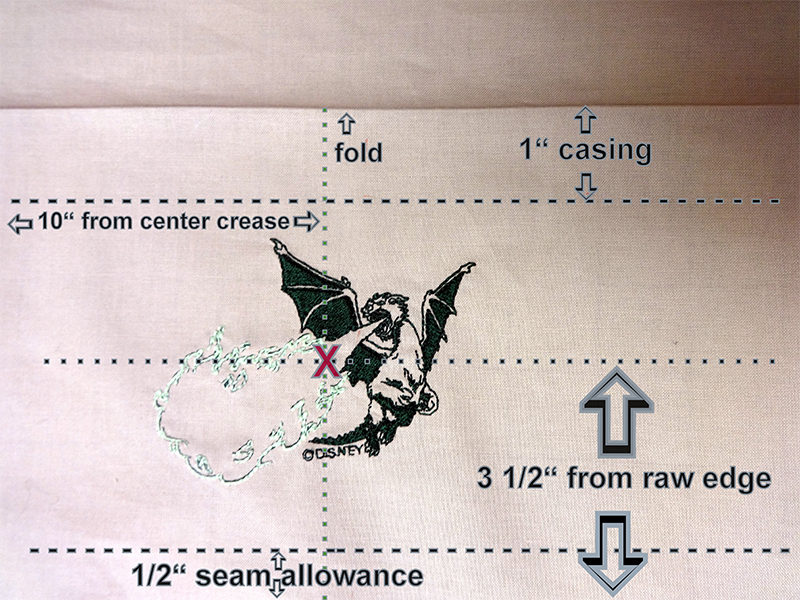 fold
1“ casing
10“ from center crease
X
©DISNEY
3 1/2“ from raw edge
1/2“ seam allowance